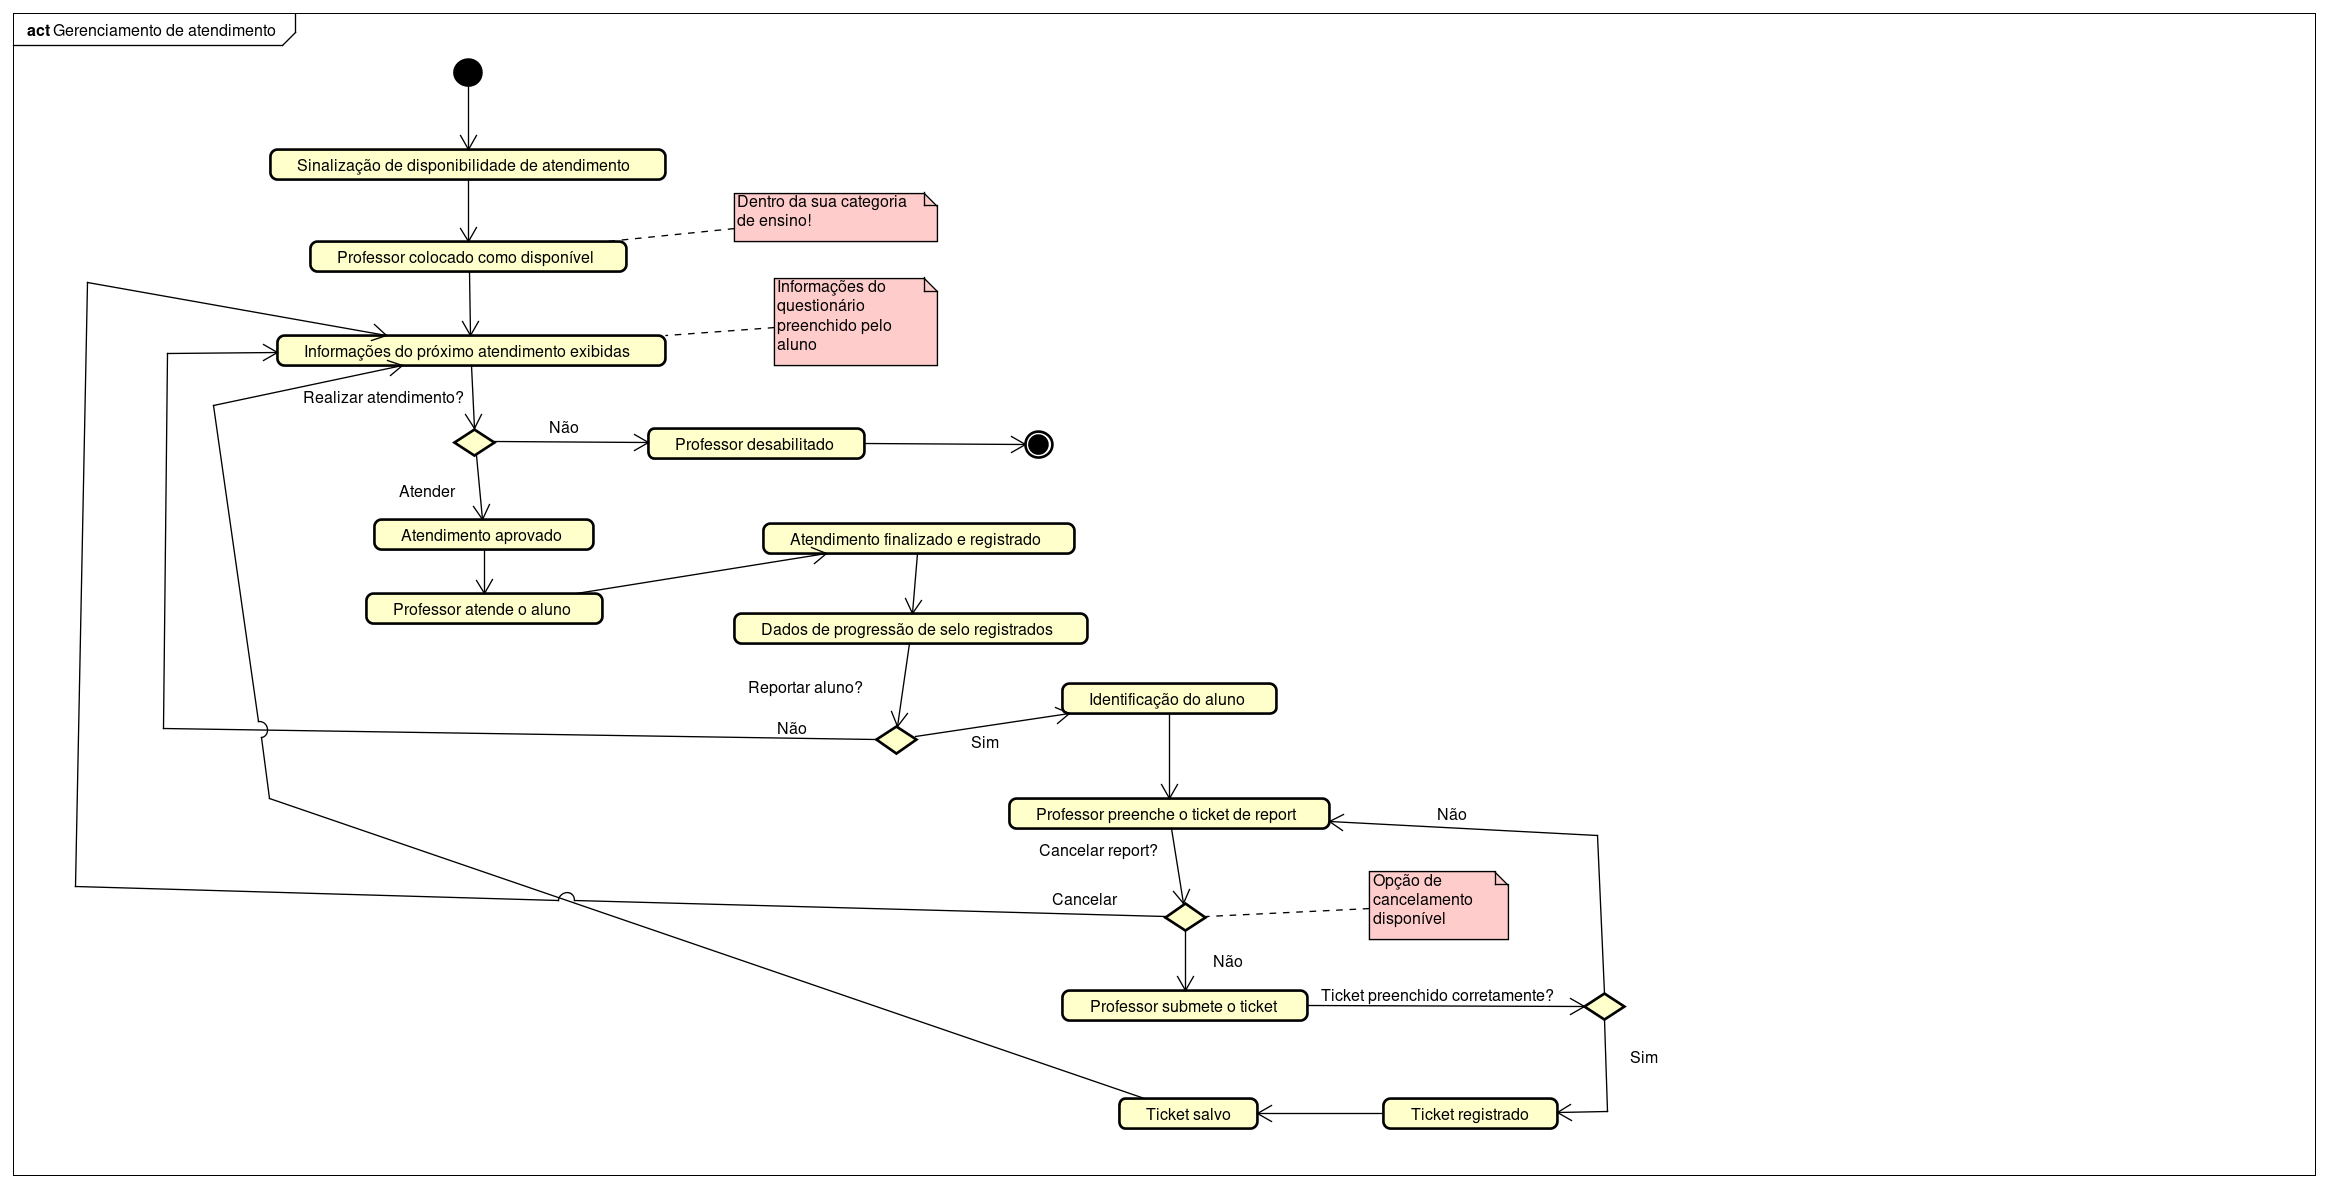 act Gerenciamento de atendimento
Sinalização de disponibilidade de atendimento
Dentro da sua categoria
de ensino!
Professor colocado como disponível
Informações do
questionário
preenchido pelo
aluno
Informações do próximo atendimento exibidas
Realizar atendimento?
Não
Professor desabilitado
Atender
Atendimento aprovado
Atendimento finalizado e registrado
Professor atende o aluno
Dados de progressão de selo registrados
Reportar aluno?
Identificação do aluno
Não
Sim
Professor preenche o ticket de report
Não
Cancelar report?
Opção de
cancelamento
disponível
Cancelar
Não
Ticket preenchido corretamente?
Professor submete o ticket
Sim
Ticket salvo
Ticket registrado